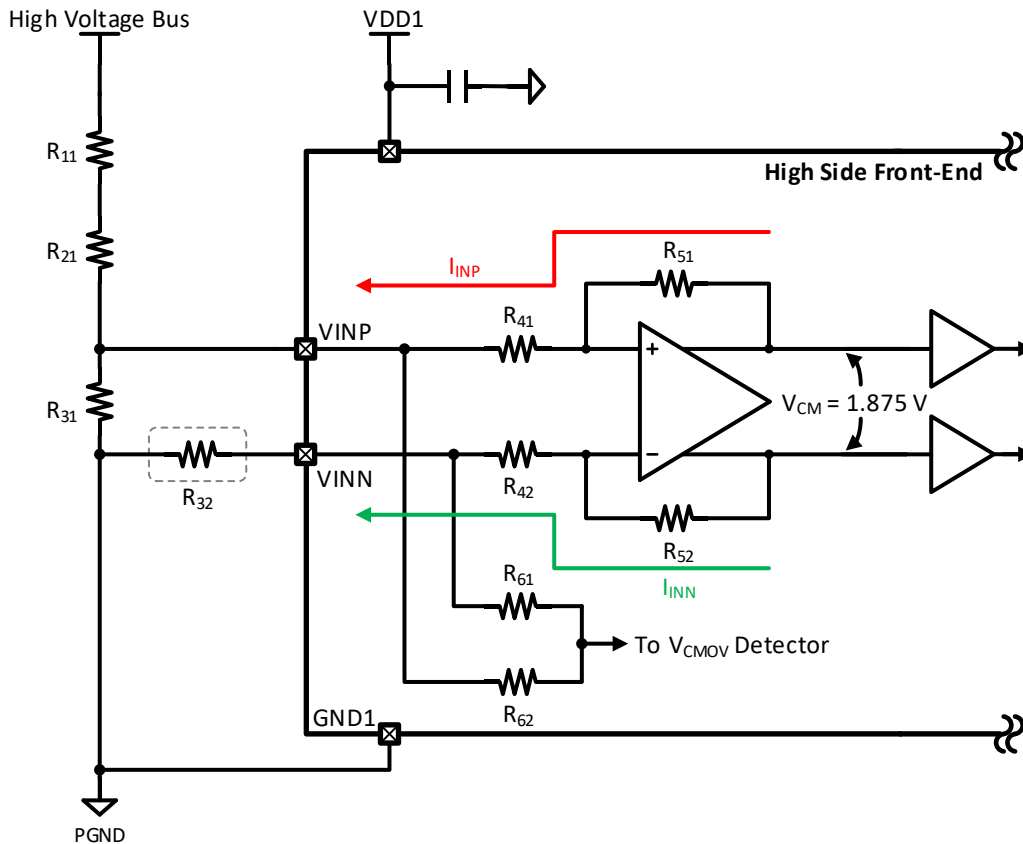 High Voltage Bus
VDD1
R11
High Side Front-End
R21
IINP
R51
VINP
R41
+
R31
VCM = 1.875 V
R32
VINN
R42
−
R52
IINN
R61
To VCMOV Detector
R62
GND1
PGND